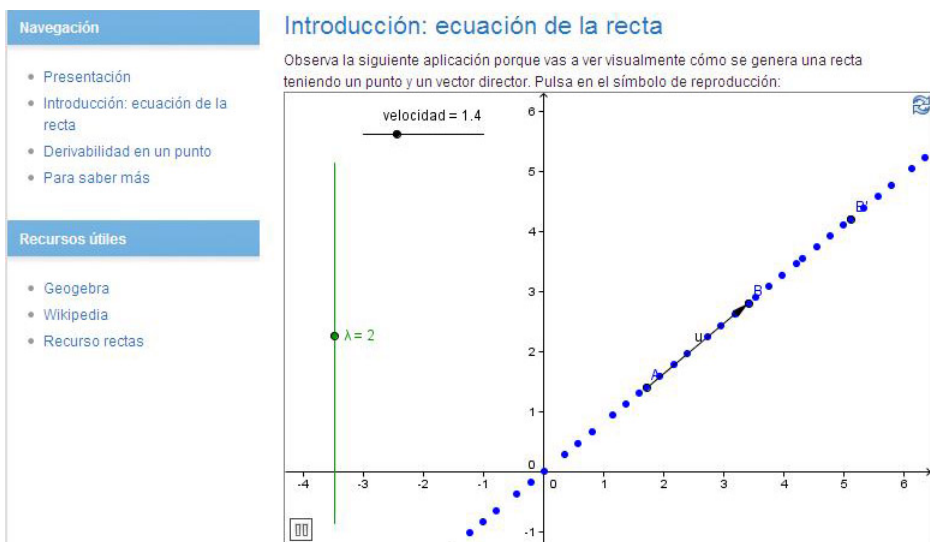 Navegación
Presentación
Introducción: ecuación de la
recta
Derivabilidad en un punto
Para saber más
Recursos útiles
Geogebra
Wikipedia
Recurso rectas
Introducción: ecuación de la recta
Observa la siguiente aplicación porque vas a ver visualmente cómo se genera una recta
teniendo un punto y un vector director. Pulsa en el símbolo de reproducción:
velocidad = 1.4
λ = 2
6
5
4
3
2
1
0
-1
-4 -3 -2 -1 0 1 2 3 4 5 6
A
u
B
B'